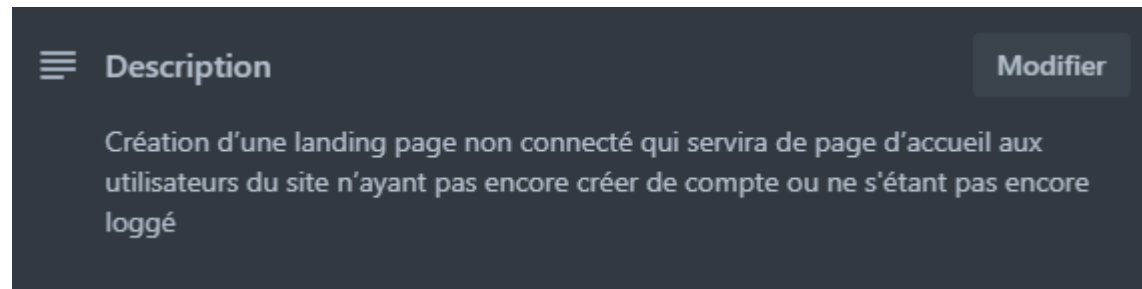 Description
Modifier
Création d’une landing page non connecté qui servira de page d’accueil aux
utilisateurs du site n’ayant pas encore créer de compte ou ne s'étant pas encore
loggé